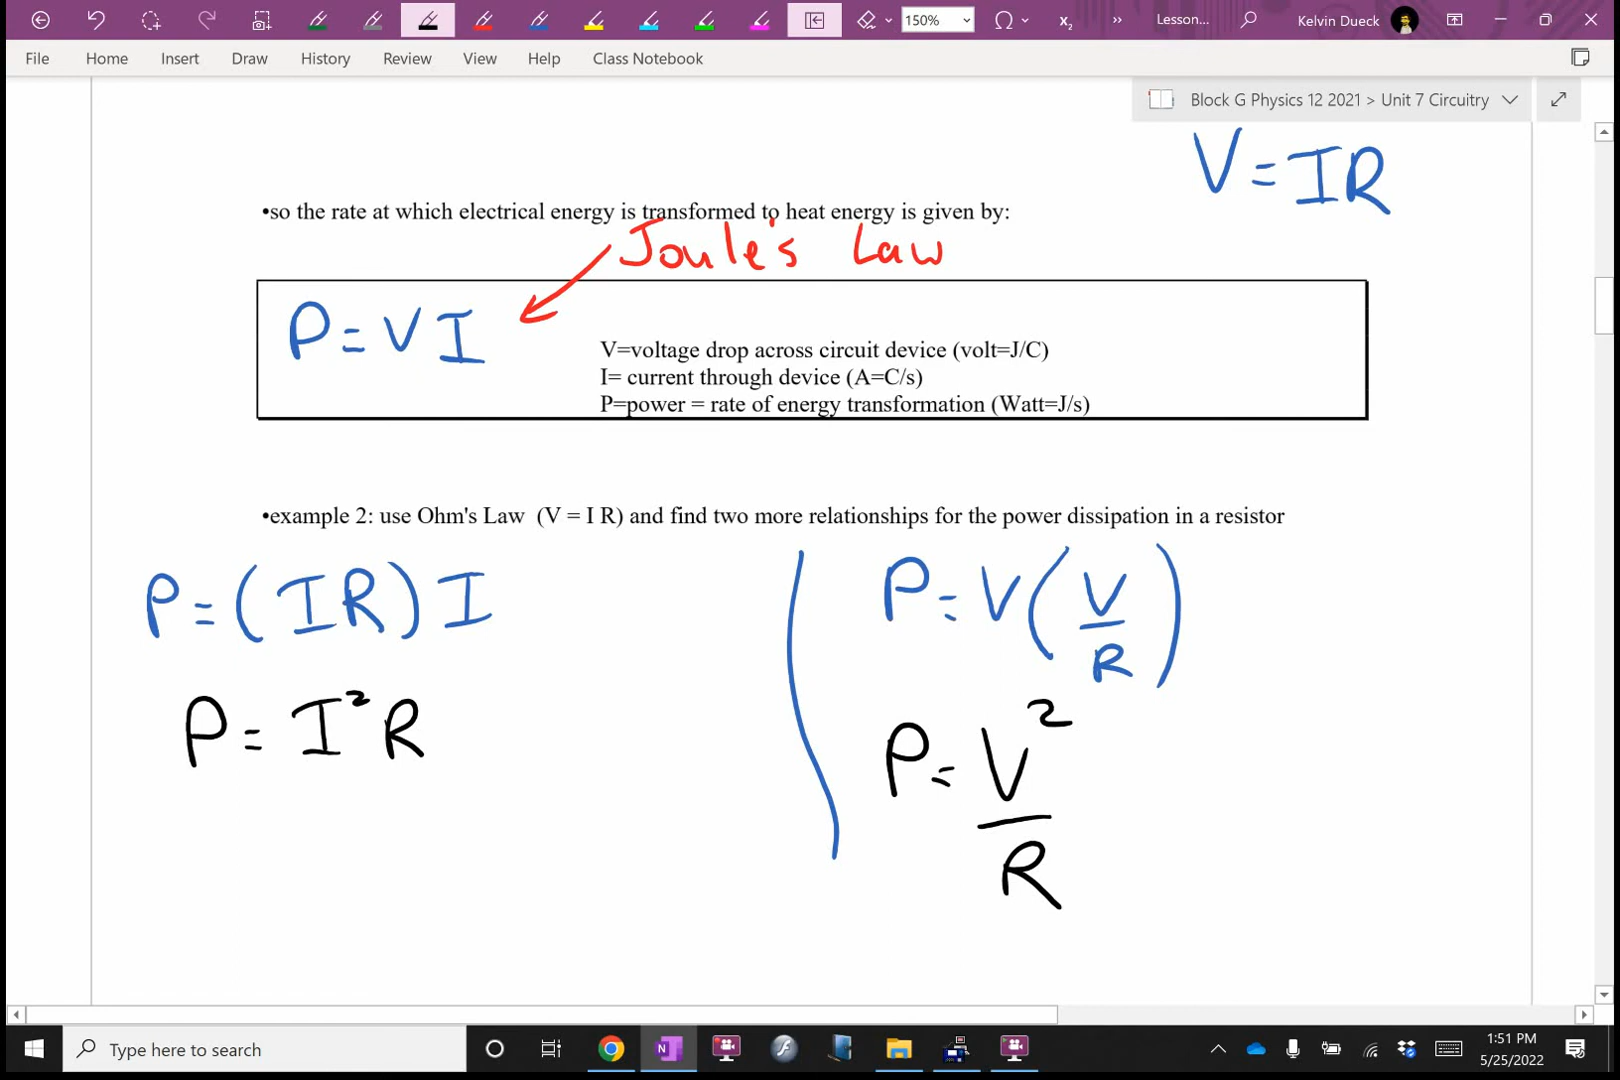 150%
Ω
x₂
»
Lesson...
Kelvin Dueck
File Home Insert Draw History Review View Help Class Notebook
Block G Physics 12 2021 > Unit 7 Circuitry
V = IR
•so the rate at which electrical energy is transformed to heat energy is given by:
Joule's Law
P = VI
V=voltage drop across circuit device (volt=J/C)
I= current through device (A=C/s)
P=power = rate of energy transformation (Watt=J/s)
•example 2: use Ohm's Law (V = I R) and find two more relationships for the power dissipation in a resistor
P = (IR) I
P = I²R
P = V(V/R)
P = V²/R
Type here to search
1:51 PM
5/25/2022